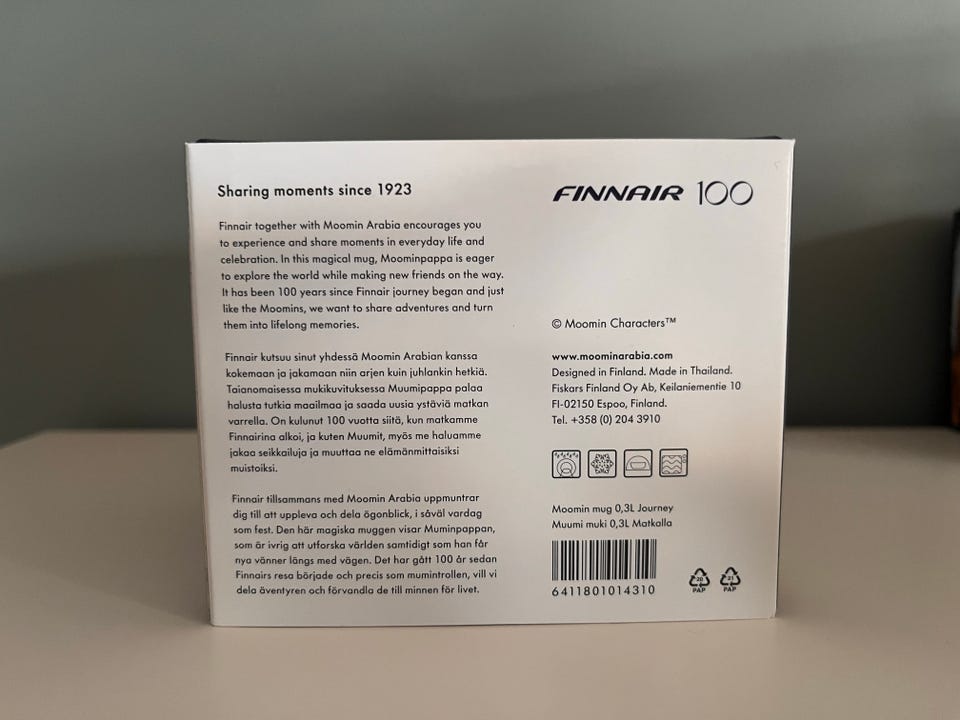 Sharing moments since 1923
Finnair together with Moomin Arabia encourages you
to experience and share moments in everyday life and
celebration. In this magical mug, Moominpappa is eager
to explore the world while making new friends on the way.
It has been 100 years since Finnair journey began and just
like the Moomins, we want to share adventures and turn
them into lifelong memories.
Finnair kutsuu sinut yhdessä Moomin Arabian kanssa
kokemaan ja jakamaan niin arjen kuin juhlankin hetkiä.
Taianomaisessa mukikuvituksessa Muumipappa palaa
halusta tutkia maailmaa ja saada uusia ystäviä matkan
varrella. On kulunut 100 vuotta siitä, kun matkamme
Finnairina alkoi, ja kuten Muumit, myös me haluamme
jakaa seikkailuja ja muuttaa ne elämänmittaisiksi
muistoiksi.
Finnair tillsammans med Moomin Arabia uppmuntrar
dig till att uppleva och dela ögonblick, i såväl vardag
som fest. Den här magiska muggen visar Muminpappan,
som är ivrig att utforska världen samtidigt som han får
nya vänner längs med vägen. Det har gått 100 år sedan
Finnairs resa började och precis som mumintrollen, vill vi
dela äventyren och förvandla de till minnen för livet.
FINNAIR 100
© Moomin Characters™
www.moominarabia.com
Designed in Finland. Made in Thailand.
Fiskars Finland Oy Ab, Keilaniementie 10
FI-02150 Espoo, Finland.
Tel. +358 (0) 204 3910
Moomin mug 0,3L Journey
Muumi muki 0,3L Matkalla
6411801014310
20
PAP
21
PAP